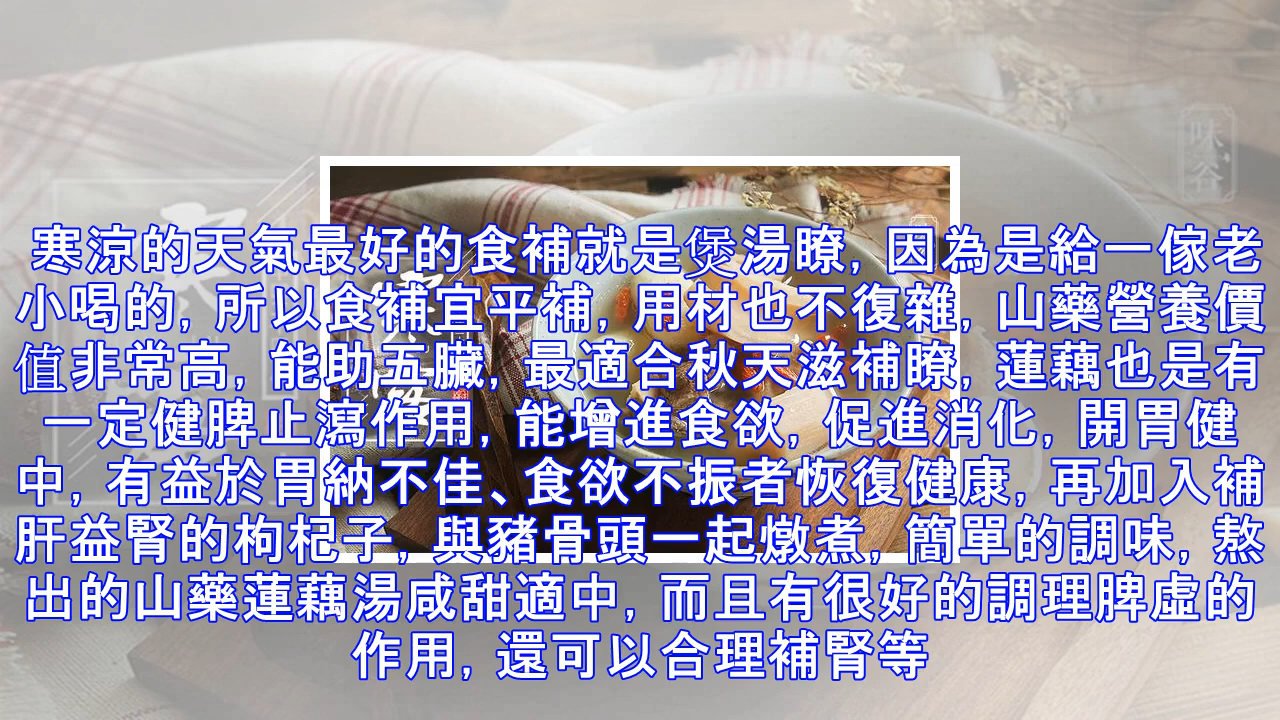 寒涼的天氣最好的食補就是煲湯瞭, 因為是給一傢老
小喝的, 所以食補宜平補, 用材也不復雜, 山藥營養價
值非常高, 能助五臟, 最適合秋天滋補瞭, 蓮藕也是有
一定健脾止瀉作用, 能增進食欲, 促進消化, 開胃健
中, 有益於胃納不佳、食欲不振者恢復健康, 再加入補
肝益腎的枸杞子, 與豬骨頭一起燉煮, 簡單的調味, 熬
出的山藥蓮藕湯咸甜適中, 而且有很好的調理脾虛的
作用, 還可以合理補腎等
味谷